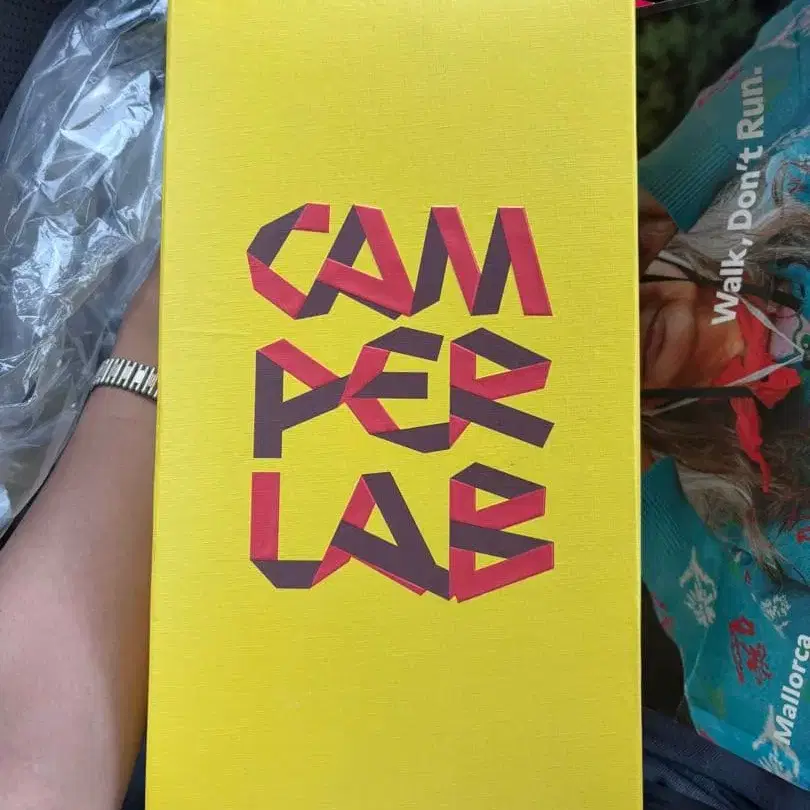 CAM
PER
LAB
Walk, Don't Run.
Mallorca